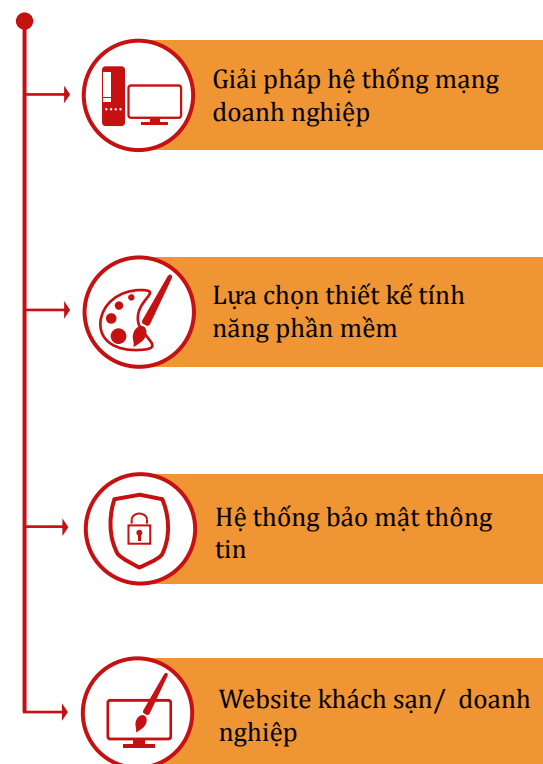 Giải pháp hệ thống mạng
doanh nghiệp
Lựa chọn thiết kế tính
năng phần mềm
Hệ thống bảo mật thông
tin
Website khách sạn/ doanh
nghiệp